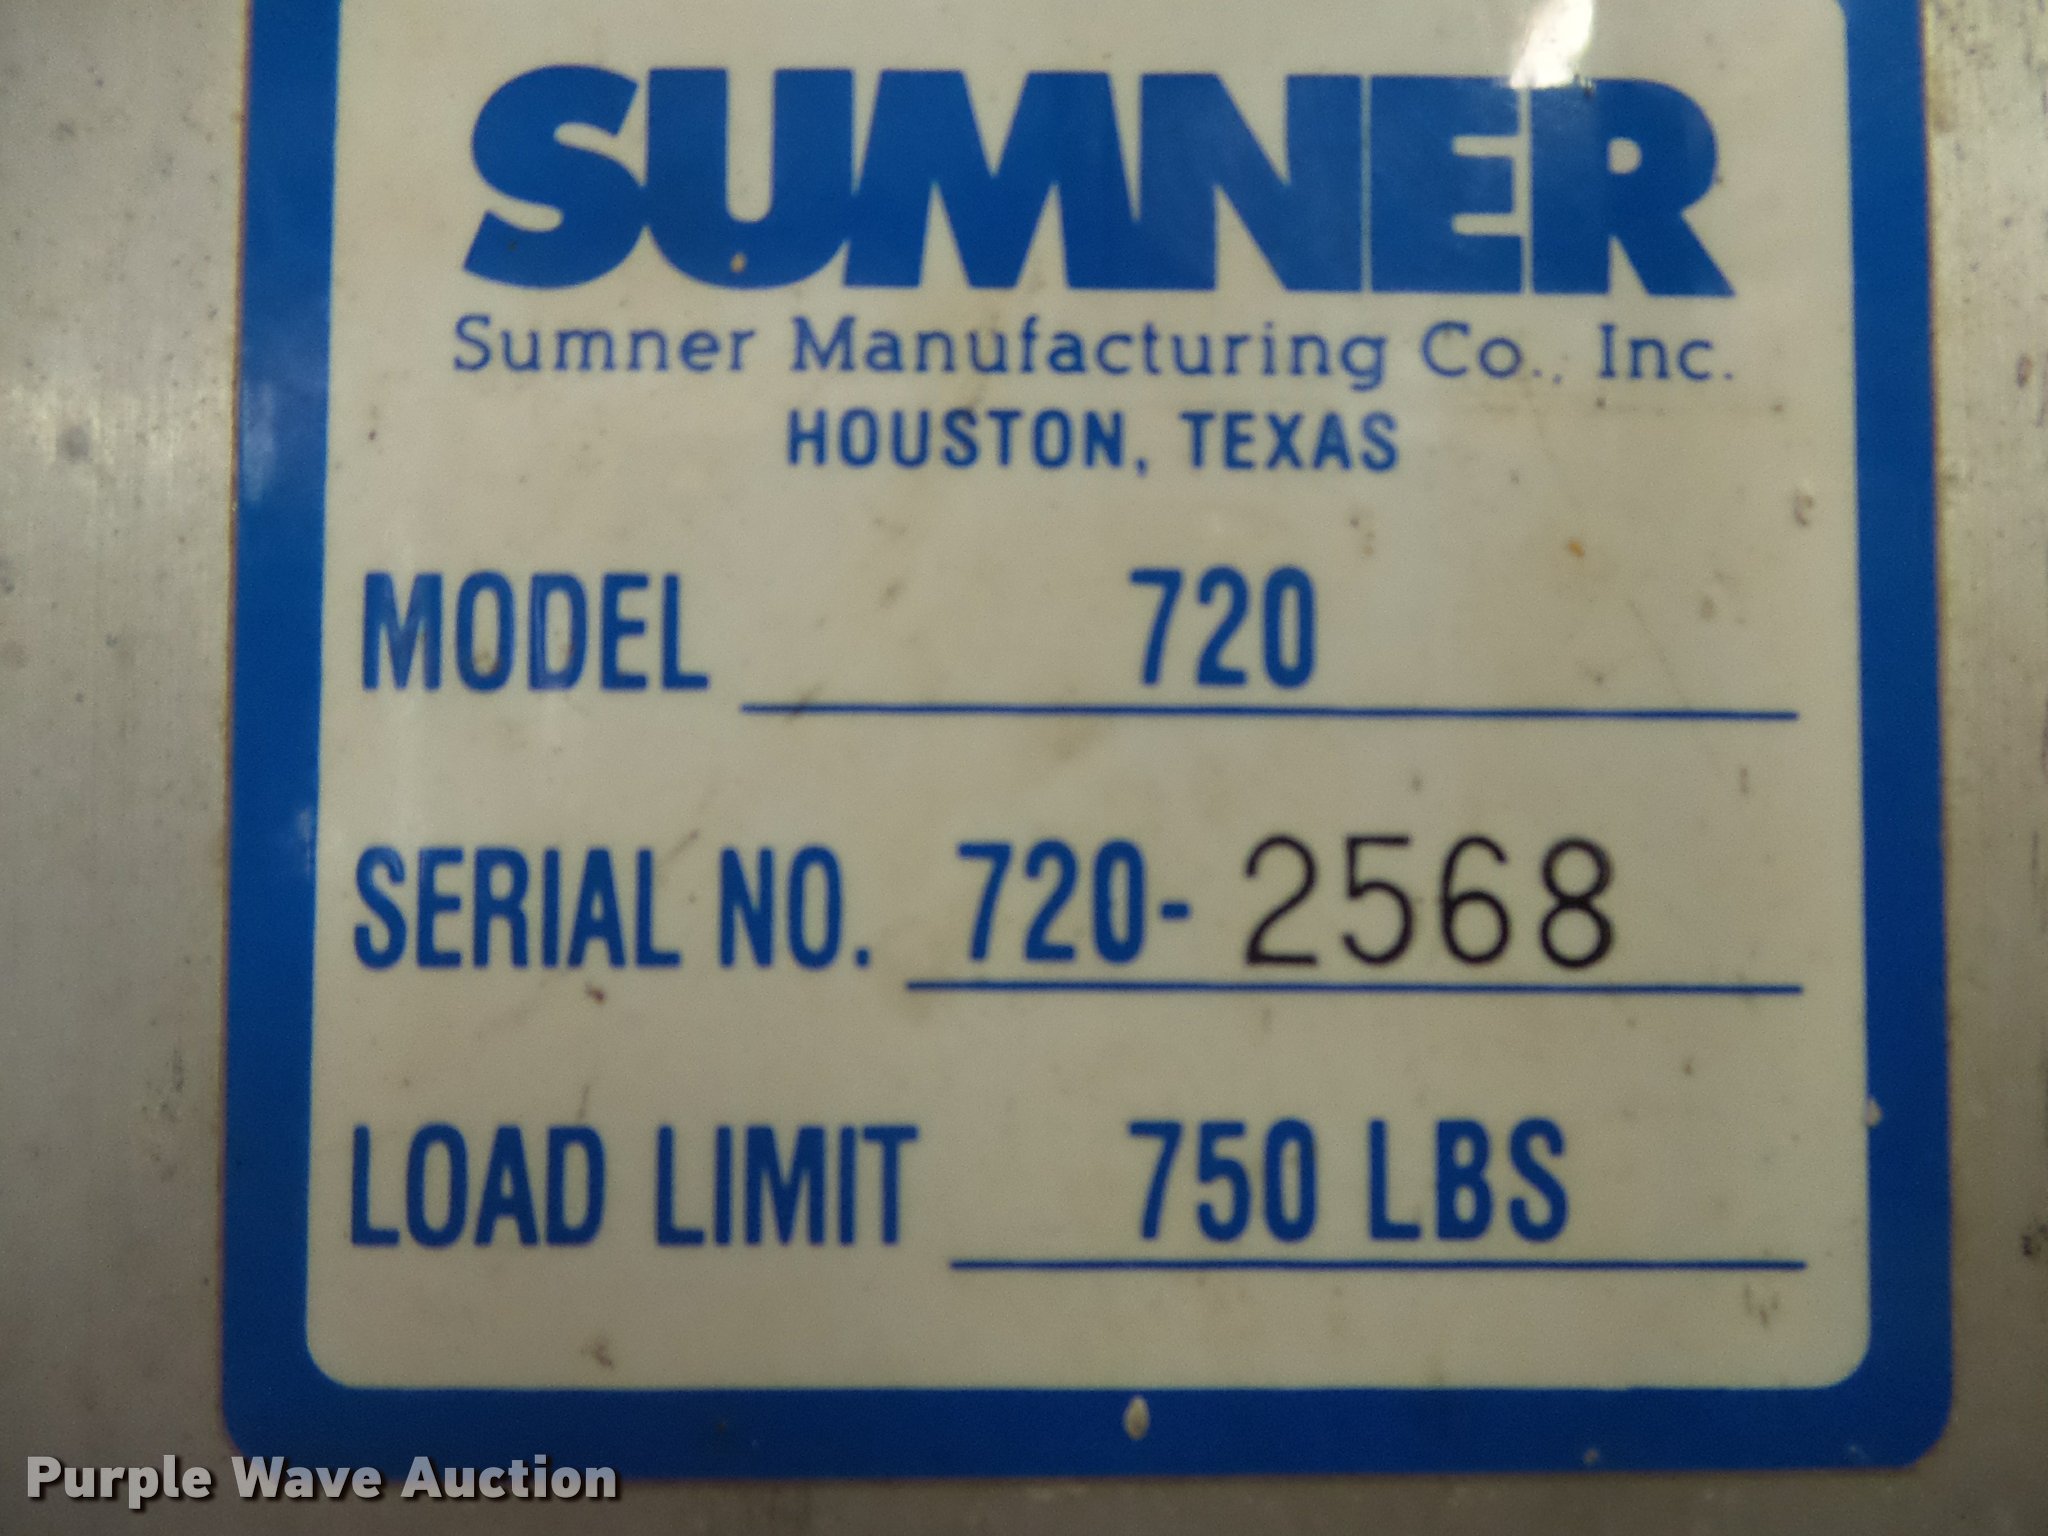 SUMNER
Sumner Manufacturing Co., Inc.
HOUSTON, TEXAS
MODEL 720
SERIAL NO. 720- 2568
LOAD LIMIT 750 LBS
Purple Wave Auction